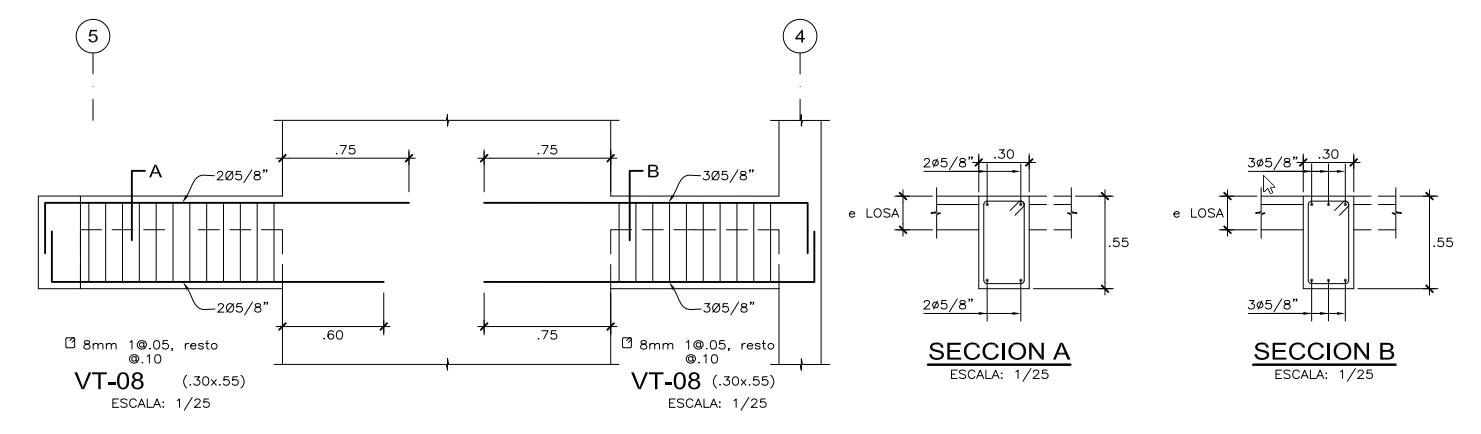 5
4
.75
.75
A
2Ø5/8"
B
3Ø5/8"
2Ø5/8"
3Ø5/8"
.60
.75
8mm 1@.05, resto
@.10
VT-08 (.30x.55)
ESCALA: 1/25
8mm 1@.05, resto
@.10
VT-08 (.30x.55)
ESCALA: 1/25
2ø5/8"
.30
e LOSA
.55
2ø5/8"
SECCION A
ESCALA: 1/25
3ø5/8"
.30
e LOSA
.55
3ø5/8"
SECCION B
ESCALA: 1/25